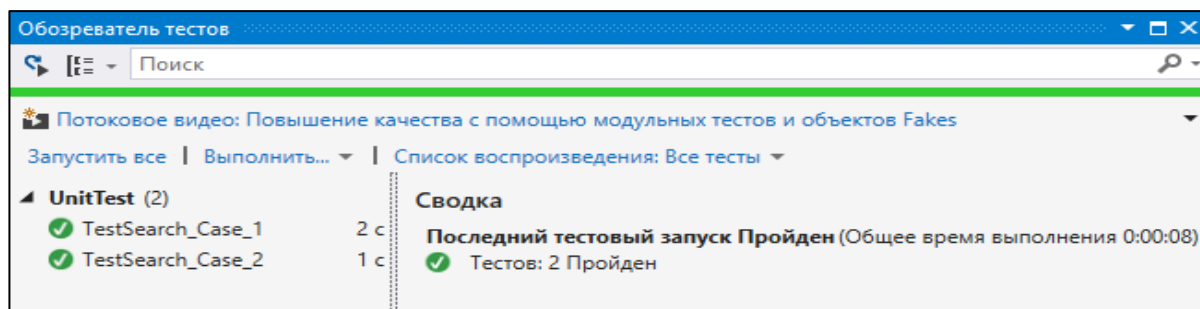 Обозреватель тестов
Поиск
Потоковое видео: Повышение качества с помощью модульных тестов и объектов Fakes
Запустить все | Выполнить... | Список воспроизведения: Все тесты
UnitTest (2)
TestSearch_Case_1 2 с
TestSearch_Case_2 1 с
Сводка
Последний тестовый запуск Пройден (Общее время выполнения 0:00:08)
Тестов: 2 Пройден